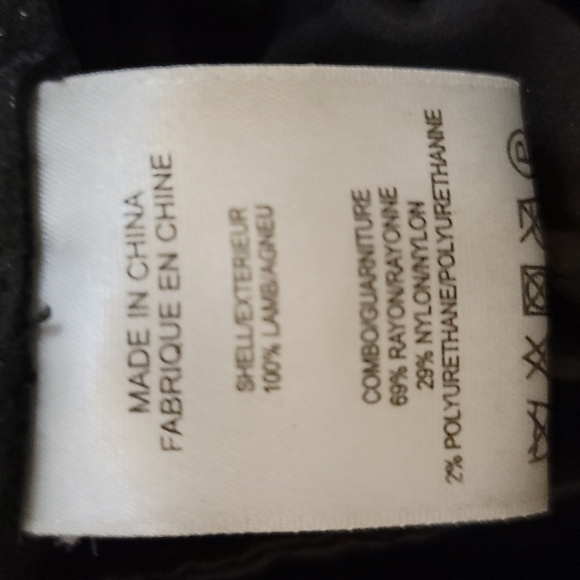 MADE IN CHINA
FABRIQUE EN CHINE
SHELL/EXTERIEUR
100% LAMB/AGNEU
COMBO/GUARNITURE
69% RAYON/RAYONNE
29% NYLON/NYLON
2% POLYURETHANE/POLYURETHANNE
P